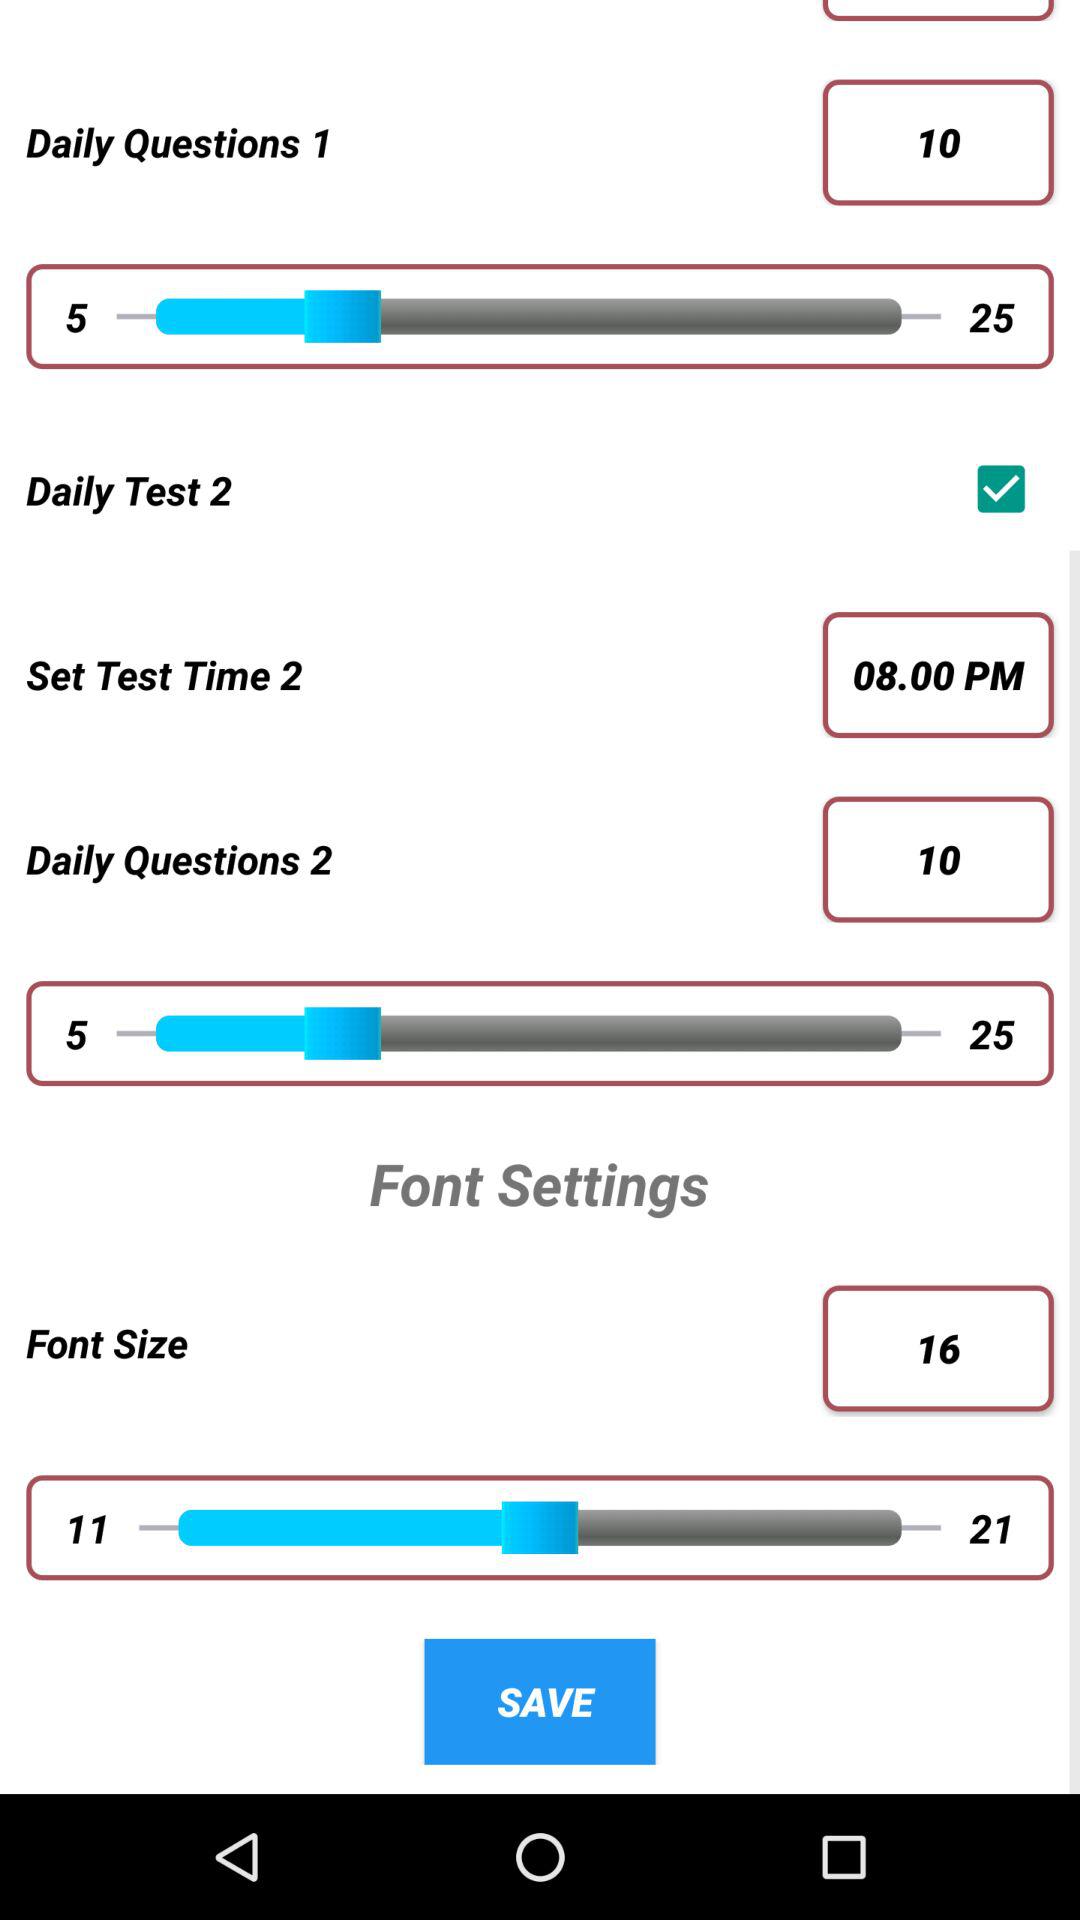 Daily Questions 1 10
5 25
Daily Test 2
Set Test Time 2 08.00 PM
Daily Questions 2 10
5 25
Font Settings
Font Size 16
11 21
SAVE